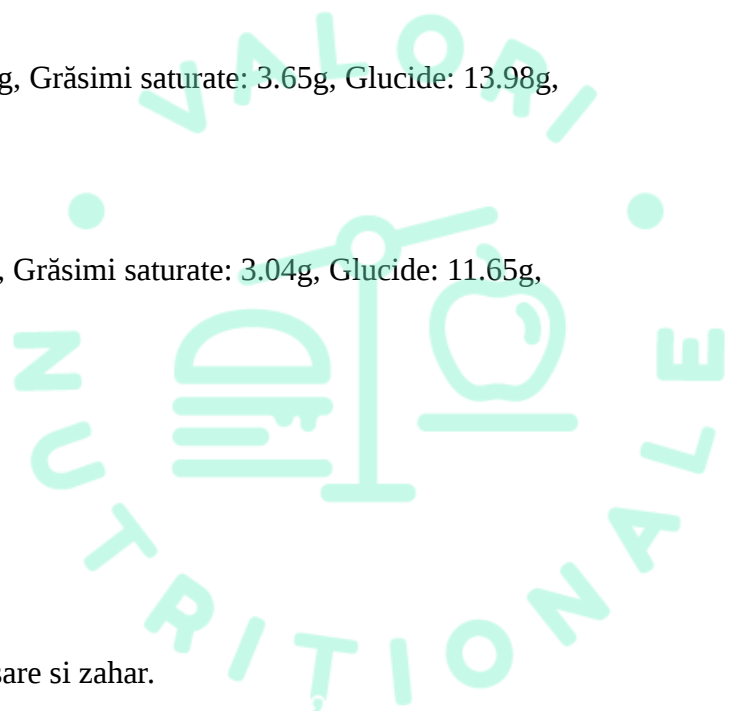 VALORI
g, Grăsimi saturate: 3.65g, Glucide: 13.98g,
, Grăsimi saturate: 3.04g, Glucide: 11.65g,
NUTRITIONALE
sare si zahar.